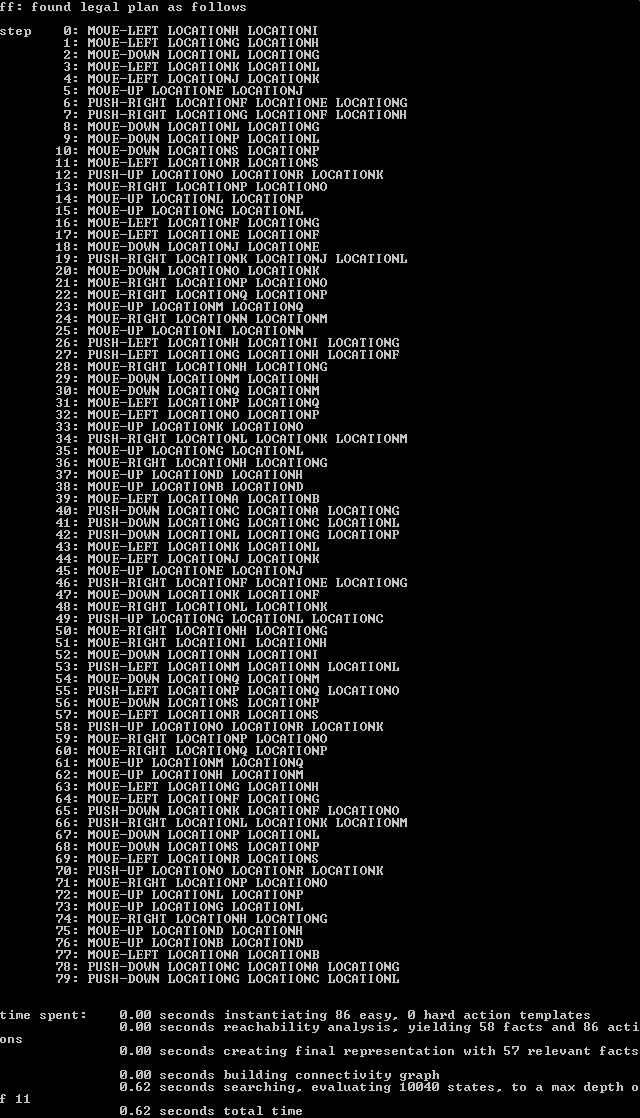 ff: found legal plan as follows
step    0: MOVE-LEFT LOCATIONH LOCATIONI
1: MOVE-LEFT LOCATIONG LOCATIONH
2: MOVE-DOWN LOCATIONL LOCATIONG
3: MOVE-LEFT LOCATIONK LOCATIONL
4: MOVE-LEFT LOCATIONJ LOCATIONK
5: MOVE-UP LOCATIONE LOCATIONJ
6: PUSH-RIGHT LOCATIONF LOCATIONE LOCATIONG
7: PUSH-RIGHT LOCATIONG LOCATIONF LOCATIONH
8: MOVE-DOWN LOCATIONL LOCATIONG
9: MOVE-DOWN LOCATIONP LOCATIONL
10: MOVE-DOWN LOCATIONS LOCATIONP
11: MOVE-LEFT LOCATIONR LOCATIONS
12: PUSH-UP LOCATIONO LOCATIONR LOCATIONK
13: MOVE-RIGHT LOCATIONP LOCATIONO
14: MOVE-UP LOCATIONL LOCATIONP
15: MOVE-UP LOCATIONG LOCATIONL
16: MOVE-LEFT LOCATIONF LOCATIONG
17: MOVE-LEFT LOCATIONE LOCATIONF
18: MOVE-DOWN LOCATIONJ LOCATIONE
19: PUSH-RIGHT LOCATIONK LOCATIONJ LOCATIONL
20: MOVE-DOWN LOCATIONO LOCATIONK
21: MOVE-RIGHT LOCATIONP LOCATIONO
22: MOVE-RIGHT LOCATIONQ LOCATIONP
23: MOVE-UP LOCATIONM LOCATIONQ
24: MOVE-RIGHT LOCATIONN LOCATIONM
25: MOVE-UP LOCATIONI LOCATIONN
26: PUSH-LEFT LOCATIONH LOCATIONI LOCATIONG
27: PUSH-LEFT LOCATIONG LOCATIONH LOCATIONF
28: MOVE-RIGHT LOCATIONH LOCATIONG
29: MOVE-DOWN LOCATIONM LOCATIONH
30: MOVE-DOWN LOCATIONQ LOCATIONM
31: MOVE-LEFT LOCATIONP LOCATIONQ
32: MOVE-LEFT LOCATIONO LOCATIONP
33: MOVE-UP LOCATIONK LOCATIONO
34: PUSH-RIGHT LOCATIONL LOCATIONK LOCATIONM
35: MOVE-UP LOCATIONG LOCATIONL
36: MOVE-RIGHT LOCATIONH LOCATIONG
37: MOVE-UP LOCATIOND LOCATIONH
38: MOVE-UP LOCATIONB LOCATIOND
39: MOVE-LEFT LOCATIONA LOCATIONB
40: PUSH-DOWN LOCATIONC LOCATIONA LOCATIONG
41: PUSH-DOWN LOCATIONG LOCATIONC LOCATIONL
42: PUSH-DOWN LOCATIONL LOCATIONG LOCATIONP
43: MOVE-LEFT LOCATIONK LOCATIONL
44: MOVE-LEFT LOCATIONJ LOCATIONK
45: MOVE-UP LOCATIONE LOCATIONJ
46: PUSH-RIGHT LOCATIONF LOCATIONE LOCATIONG
47: MOVE-DOWN LOCATIONK LOCATIONF
48: MOVE-RIGHT LOCATIONL LOCATIONK
49: PUSH-UP LOCATIONG LOCATIONL LOCATIONC
50: MOVE-RIGHT LOCATIONH LOCATIONG
51: MOVE-RIGHT LOCATIONI LOCATIONH
52: MOVE-DOWN LOCATIONN LOCATIONI
53: PUSH-LEFT LOCATIONM LOCATIONN LOCATIONL
54: MOVE-DOWN LOCATIONQ LOCATIONM
55: PUSH-LEFT LOCATIONP LOCATIONQ LOCATIONO
56: MOVE-DOWN LOCATIONS LOCATIONP
57: MOVE-LEFT LOCATIONR LOCATIONS
58: PUSH-UP LOCATIONO LOCATIONR LOCATIONK
59: MOVE-RIGHT LOCATIONP LOCATIONO
60: MOVE-RIGHT LOCATIONQ LOCATIONP
61: MOVE-UP LOCATIONM LOCATIONQ
62: MOVE-UP LOCATIONH LOCATIONM
63: MOVE-LEFT LOCATIONG LOCATIONH
64: MOVE-LEFT LOCATIONF LOCATIONG
65: PUSH-DOWN LOCATIONK LOCATIONF LOCATIONO
66: PUSH-RIGHT LOCATIONL LOCATIONK LOCATIONM
67: MOVE-DOWN LOCATIONP LOCATIONL
68: MOVE-DOWN LOCATIONS LOCATIONP
69: MOVE-LEFT LOCATIONR LOCATIONS
70: PUSH-UP LOCATIONO LOCATIONR LOCATIONK
71: MOVE-RIGHT LOCATIONP LOCATIONO
72: MOVE-UP LOCATIONL LOCATIONP
73: MOVE-UP LOCATIONG LOCATIONL
74: MOVE-RIGHT LOCATIONH LOCATIONG
75: MOVE-UP LOCATIOND LOCATIONH
76: MOVE-UP LOCATIONB LOCATIOND
77: MOVE-LEFT LOCATIONA LOCATIONB
78: PUSH-DOWN LOCATIONC LOCATIONA LOCATIONG
79: PUSH-DOWN LOCATIONG LOCATIONC LOCATIONL
time spent:    0.00 seconds instantiating 86 easy, 0 hard action templates
0.00 seconds reachability analysis, yielding 58 facts and 86 acti
ons
0.00 seconds creating final representation with 57 relevant facts
0.00 seconds building connectivity graph
0.62 seconds searching, evaluating 10040 states, to a max depth o
f 11
0.62 seconds total time